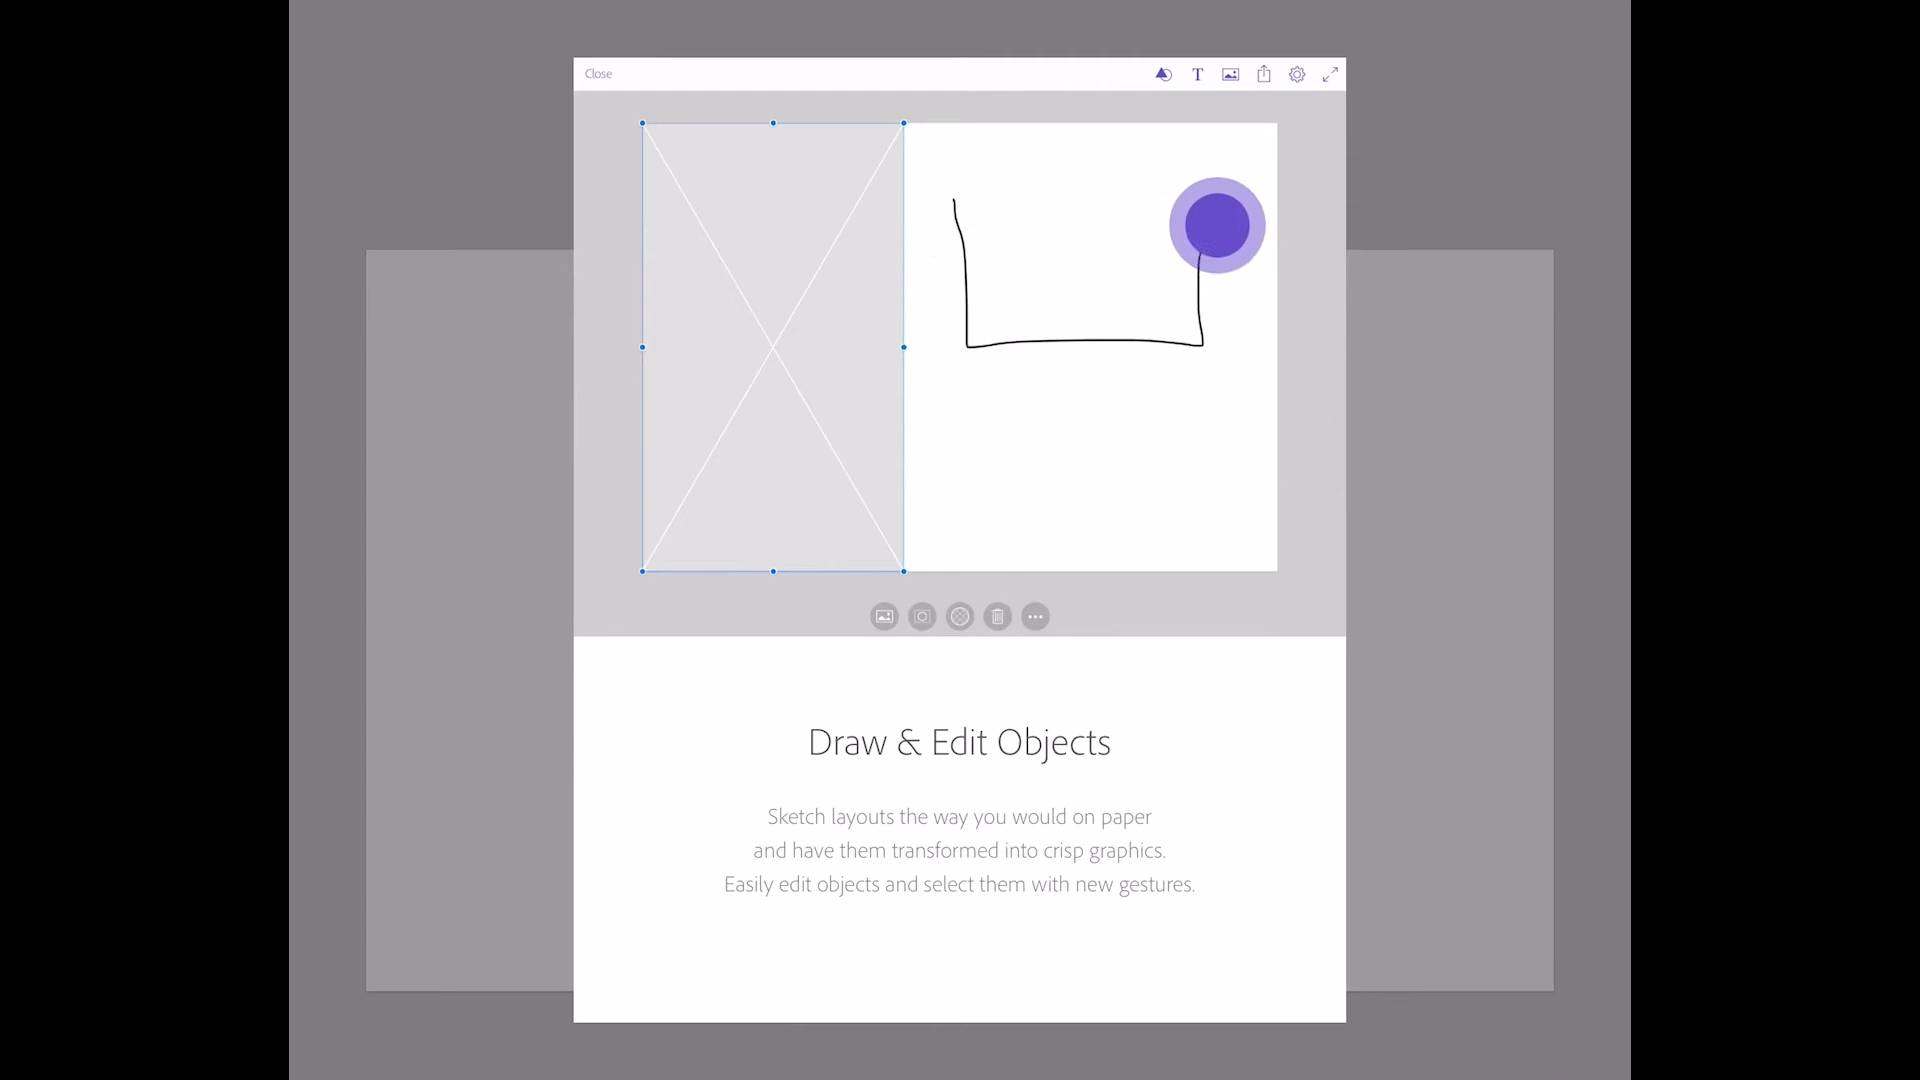 Close
T
Draw & Edit Objects
Sketch layouts the way you would on paper
and have them transformed into crisp graphics.
Easily edit objects and select them with new gestures.